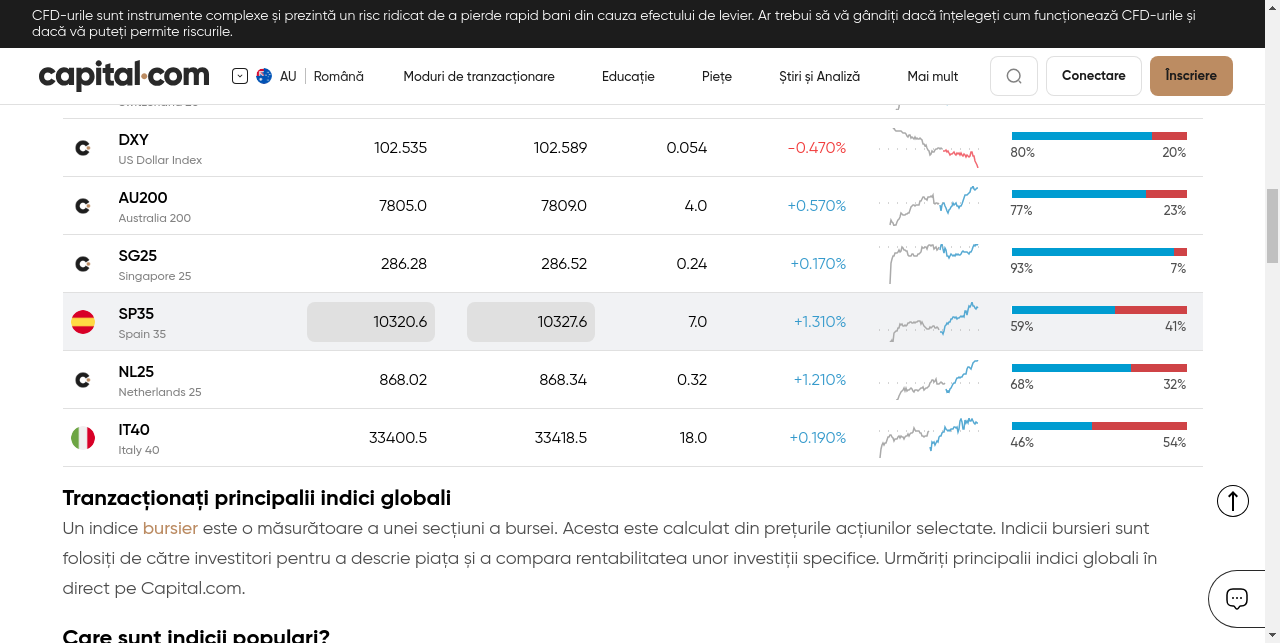 CFD-urile sunt instrumente complexe și prezintă un risc ridicat de a pierde rapid bani din cauza efectului de levier. Ar trebui să vă gândiți dacă înțelegeți cum funcționează CFD-urile și
dacă vă puteți permite riscurile.
capital.com AU Română Moduri de tranzacționare Educație Piețe Știri și Analiză Mai mult Conectare Înscriere
DXY 102.535 102.589 0.054 -0.470%
US Dollar Index 80% 20%
AU200 7805.0 7809.0 4.0 +0.570%
Australia 200 77% 23%
SG25 286.28 286.52 0.24 +0.170%
Singapore 25 93% 7%
SP35 10320.6 10327.6 7.0 +1.310%
Spain 35 59% 41%
NL25 868.02 868.34 0.32 +1.210%
Netherlands 25 68% 32%
IT40 33400.5 33418.5 18.0 +0.190%
Italy 40 46% 54%
Tranzacționați principalii indici globali
Un indice bursier este o măsurătoare a unei secțiuni a bursei. Acesta este calculat din prețurile acțiunilor selectate. Indicii bursieri sunt
folosiți de către investitori pentru a descrie piața și a compara rentabilitatea unor investiții specifice. Urmăriți principalii indici globali în
direct pe Capital.com.
Care sunt indicii populari?